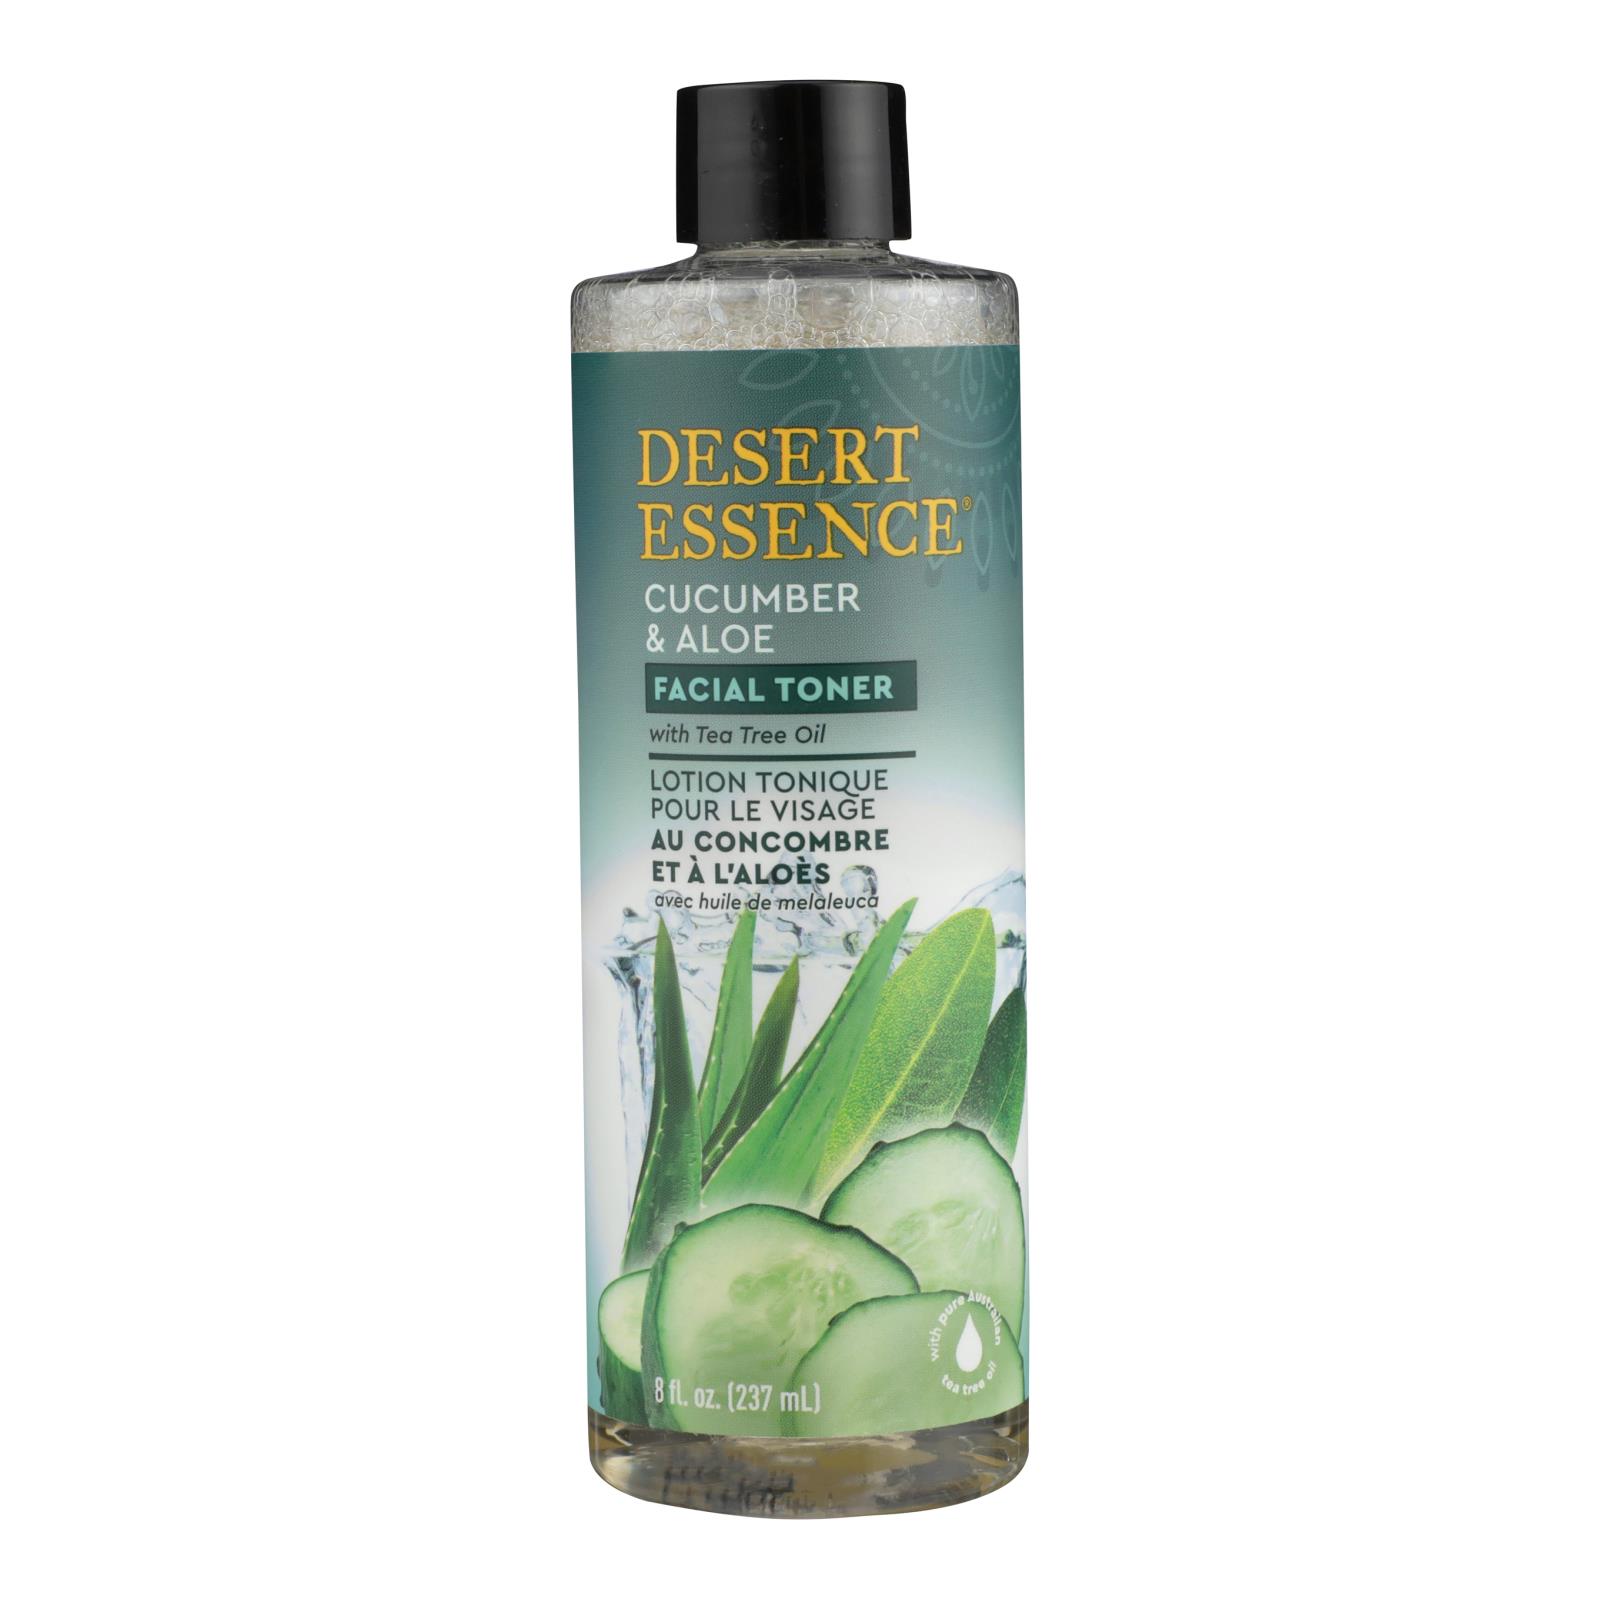 DESERT
ESSENCE®
CUCUMBER
& ALOE
FACIAL TONER
with Tea Tree Oil
LOTION TONIQUE
POUR LE VISAGE
AU CONCOMBRE
ET À L'ALOÈS
avec huile de melaleuca
with pure Australian
tea tree oil
8 fl. oz. (237 mL)